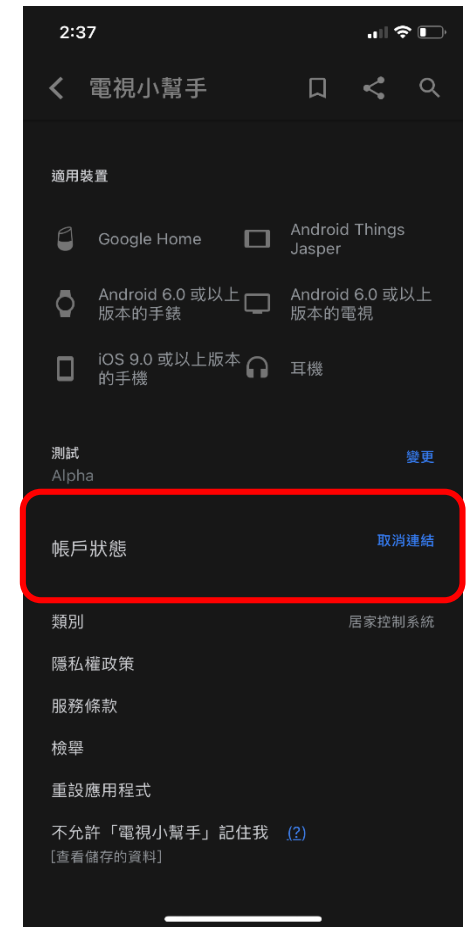 2:37
電視小幫手
適用裝置
Google Home
Android Things
Jasper
Android 6.0 或以上
版本的手錶
Android 6.0 或以上
版本的電視
iOS 9.0 或以上版本
的手機
耳機
測試
變更
Alpha
帳戶狀態
取消連結
類別
居家控制系統
隱私權政策
服務條款
檢舉
重設應用程式
不允許「電視小幫手」記住我 (?)
[查看儲存的資料]